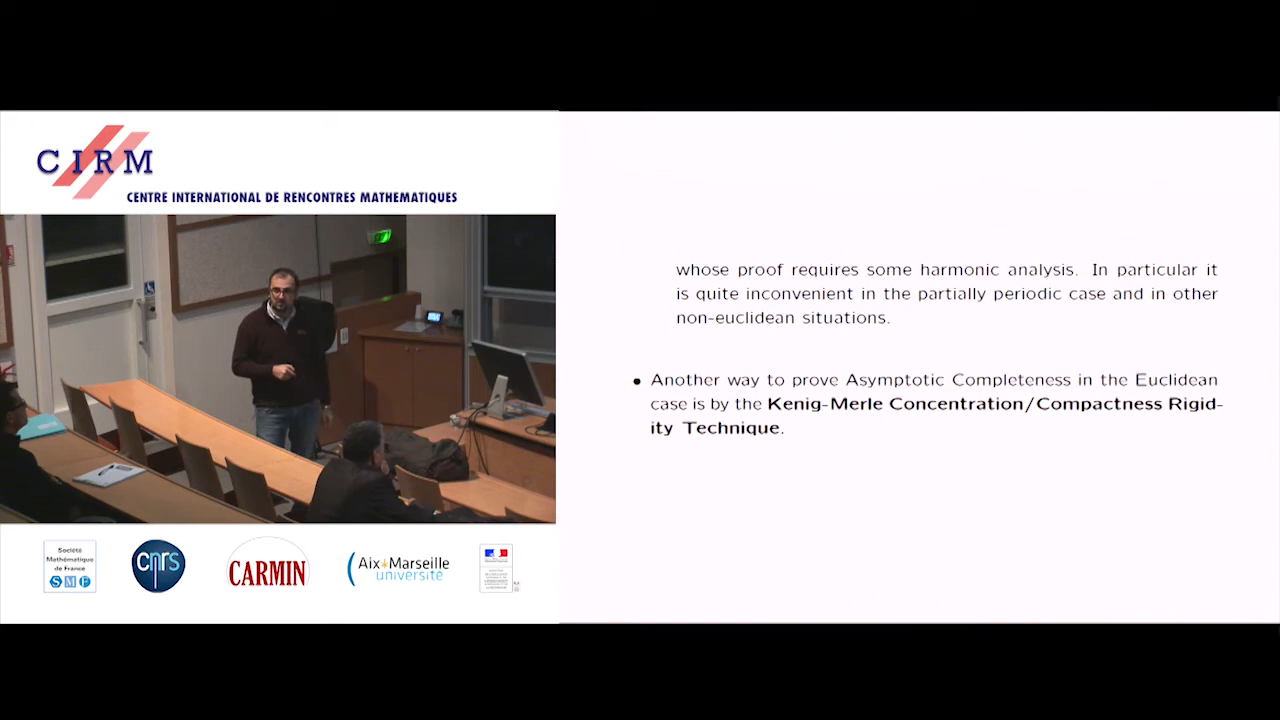 CIRM
CENTRE INTERNATIONAL DE RENCONTRES MATHEMATIQUES
whose proof requires some harmonic analysis. In particular it
is quite inconvenient in the partially periodic case and in other
non-euclidean situations.
• Another way to prove Asymptotic Completeness in the Euclidean
case is by the Kenig-Merle Concentration/Compactness Rigid-
ity Technique.
Société
Mathématique
de France
SMF
cnrs
CARMIN
Aix*Marseille
université